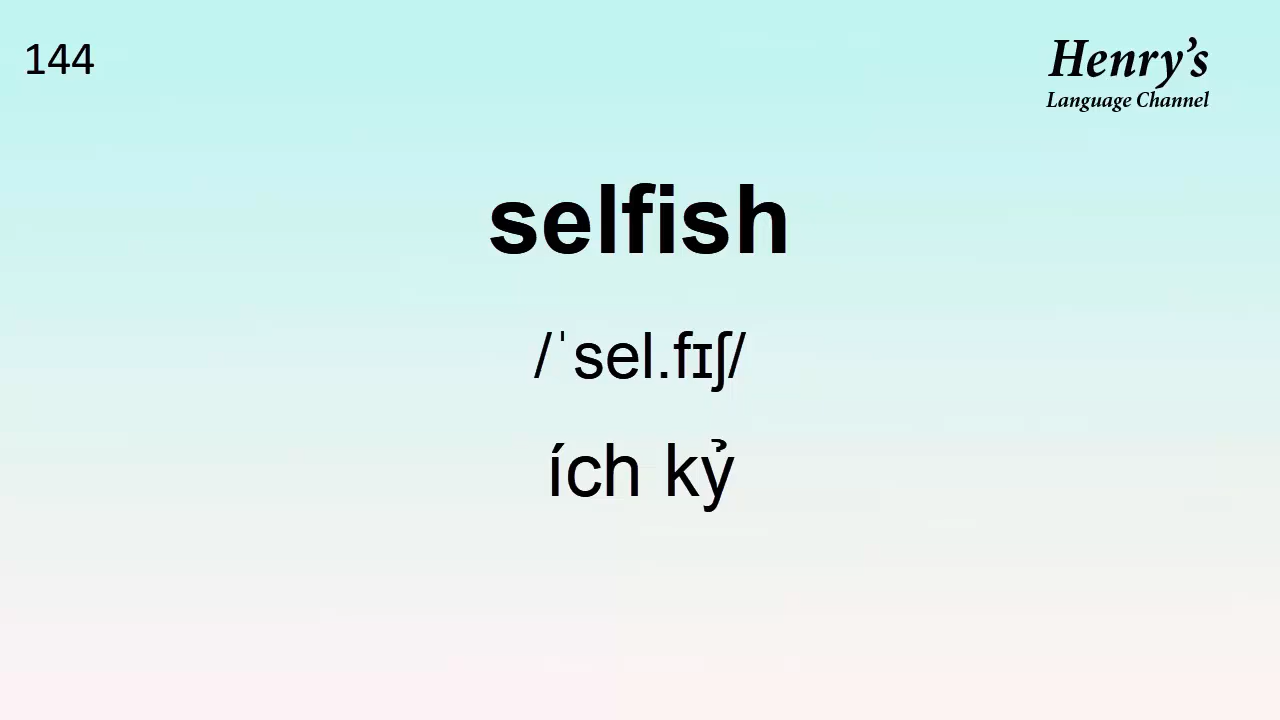 144
Henry's
Language Channel
selfish
/ˈsel.fɪʃ/
ích kỷ